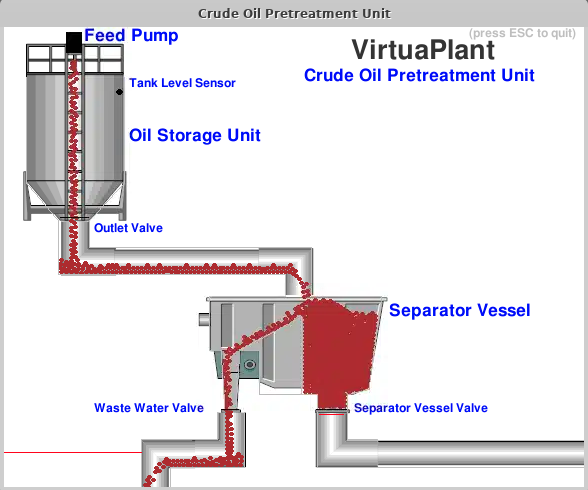 Crude Oil Pretreatment Unit
(press ESC to quit)
Feed Pump
VirtuaPlant
Crude Oil Pretreatment Unit
Tank Level Sensor
Oil Storage Unit
Outlet Valve
Separator Vessel
Waste Water Valve
Separator Vessel Valve